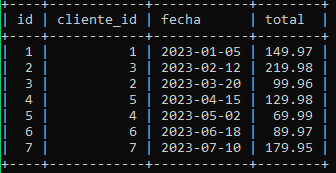 +----+------------+------------+--------+
| id | cliente_id | fecha      | total  |
+----+------------+------------+--------+
|  1 |          1 | 2023-01-05 | 149.97 |
|  2 |          3 | 2023-02-12 | 219.98 |
|  3 |          2 | 2023-03-20 |  99.96 |
|  4 |          5 | 2023-04-15 | 129.98 |
|  5 |          4 | 2023-05-02 |  69.99 |
|  6 |          6 | 2023-06-18 |  89.97 |
|  7 |          7 | 2023-07-10 | 179.95 |
+----+------------+------------+--------+